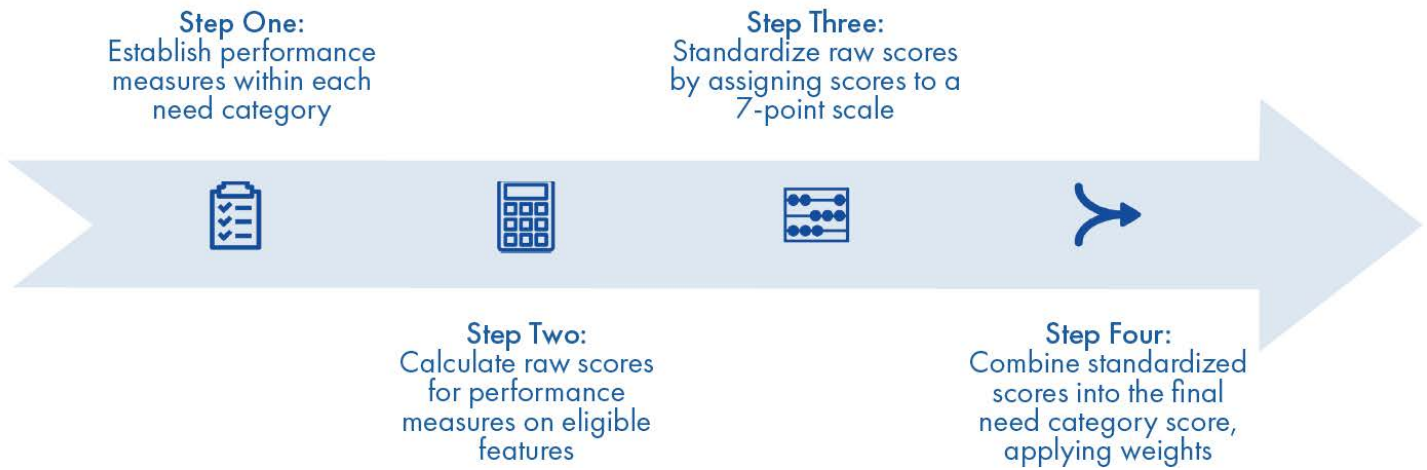 Step One:
Establish performance
measures within each
need category
Step Two:
Calculate raw scores
for performance
measures on eligible
features
Step Three:
Standardize raw scores
by assigning scores to a
7-point scale
Step Four:
Combine standardized
scores into the final
need category score,
applying weights